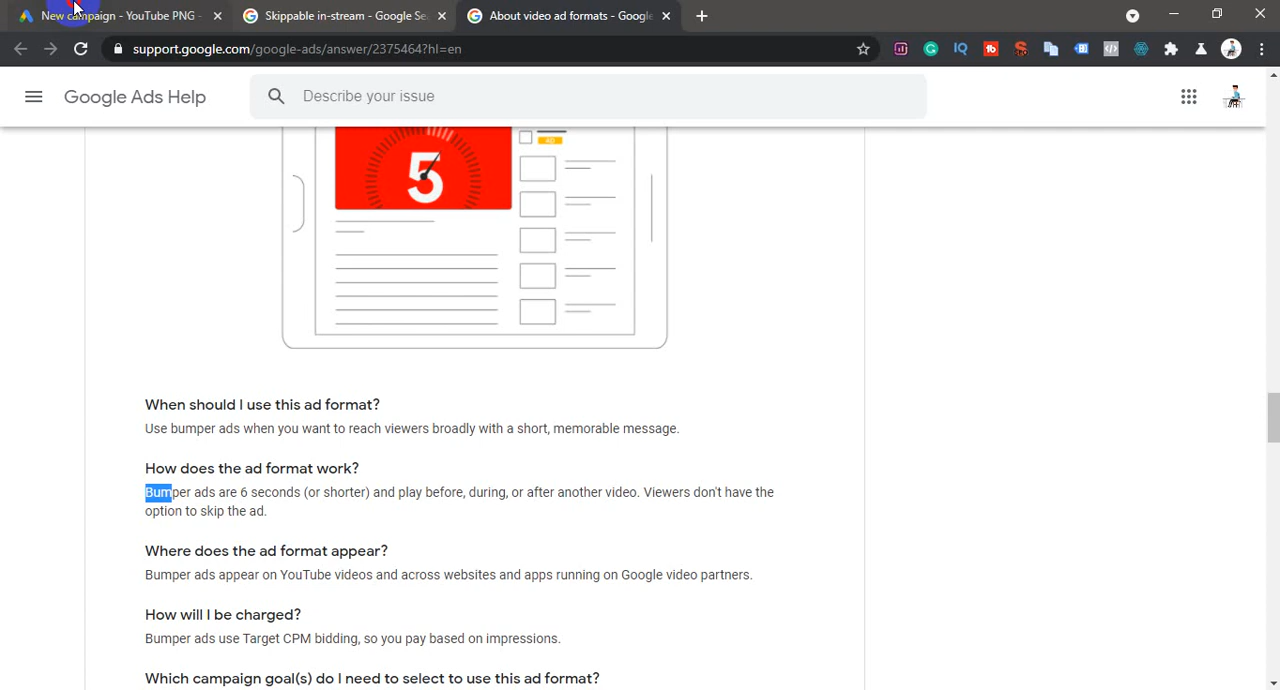 New campaign - YouTube PNG -
Skippable in-stream - Google Se
About video ad formats - Google
support.google.com/google-ads/answer/2375464?hl=en
Google Ads Help
Describe your issue
AD
5
When should I use this ad format?
Use bumper ads when you want to reach viewers broadly with a short, memorable message.
How does the ad format work?
Bumper ads are 6 seconds (or shorter) and play before, during, or after another video. Viewers don't have the
option to skip the ad.
Where does the ad format appear?
Bumper ads appear on YouTube videos and across websites and apps running on Google video partners.
How will I be charged?
Bumper ads use Target CPM bidding, so you pay based on impressions.
Which campaign goal(s) do I need to select to use this ad format?